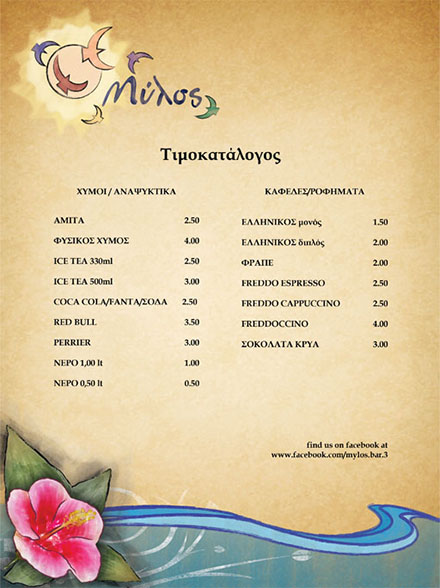 Μύλος
Τιμοκατάλογος
ΧΥΜΟΙ / ΑΝΑΨΥΚΤΙΚΑ
ΑΜΙΤΑ 2.50
ΦΥΣΙΚΟΣ ΧΥΜΟΣ 4.00
ICE TEA 330ml 2.50
ICE TEA 500ml 3.00
COCA COLA/FANTA/ΣΟΔΑ 2.50
RED BULL 3.50
PERRIER 3.00
ΝΕΡΟ 1,00 lt 1.00
ΝΕΡΟ 0,50 lt 0.50
ΚΑΦΕΔΕΣ/ΡΟΦΗΜΑΤΑ
ΕΛΛΗΝΙΚΟΣ μονός 1.50
ΕΛΛΗΝΙΚΟΣ διπλός 2.00
ΦΡΑΠΕ 2.00
FREDDO ESPRESSO 2.50
FREDDO CAPPUCCINO 2.50
FREDDOCCINO 4.00
ΣΟΚΟΛΑΤΑ ΚΡΥΑ 3.00
find us on facebook at
www.facebook.com/mylos.bar.3